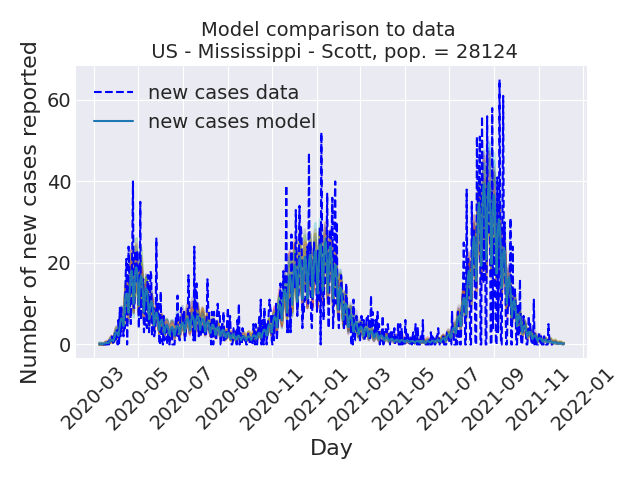 Model comparison to data
US - Mississippi - Scott, pop. = 28124
Number of new cases reported
60
40
20
0
new cases data
new cases model
2020-03
2020-05
2020-07
2020-09
2020-11
2021-01
2021-03
2021-05
2021-07
2021-09
2021-11
2022-01
Day